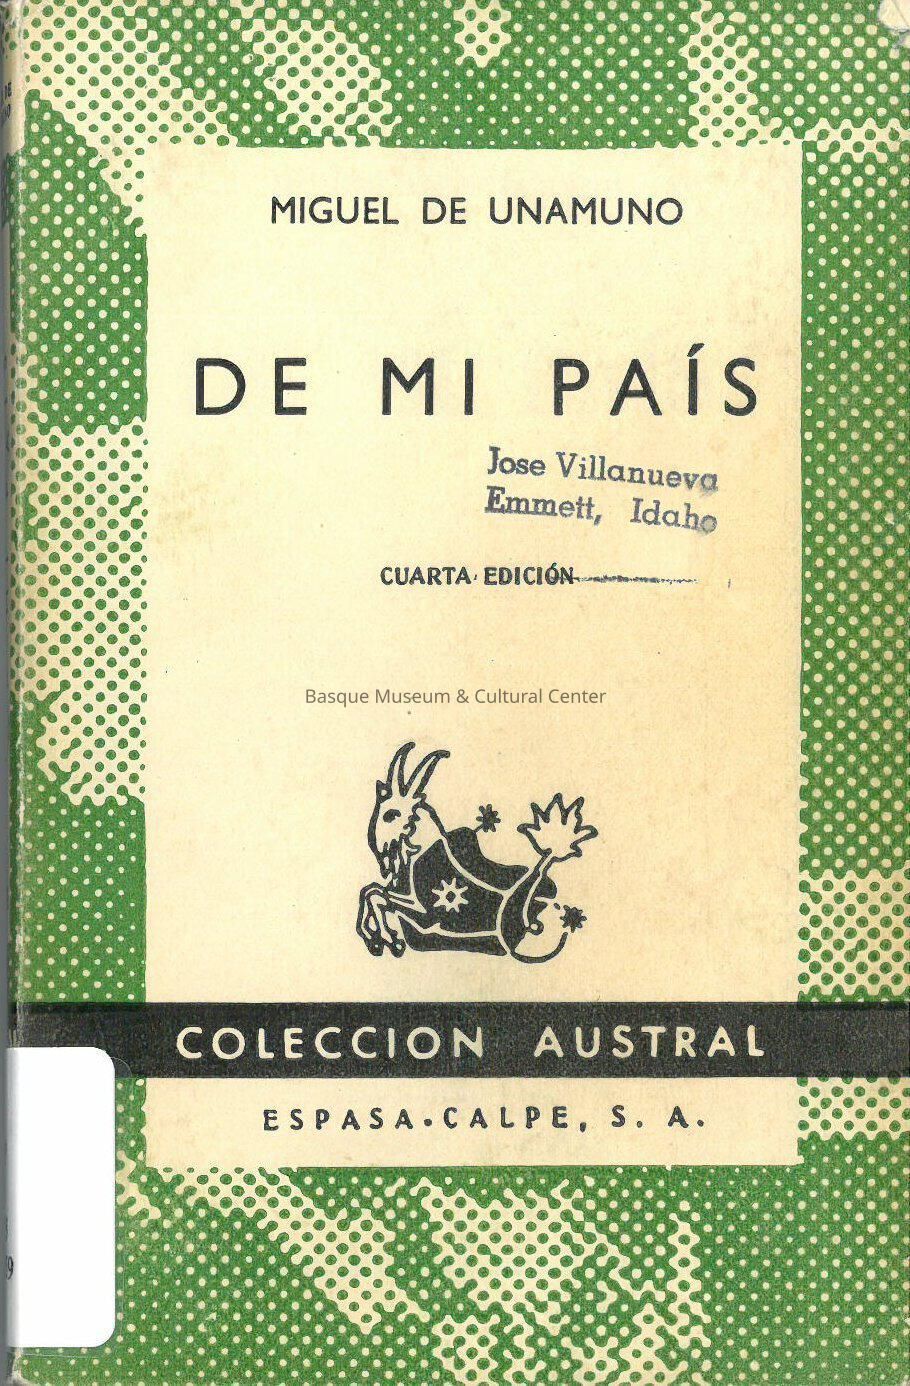 MIGUEL DE UNAMUNO
DE MI PAÍS
Jose Villanueva
Emmett, Idaho
CUARTA EDICIÓN
Basque Museum & Cultural Center
COLECCION AUSTRAL
ESPASA-CALPE, S. A.